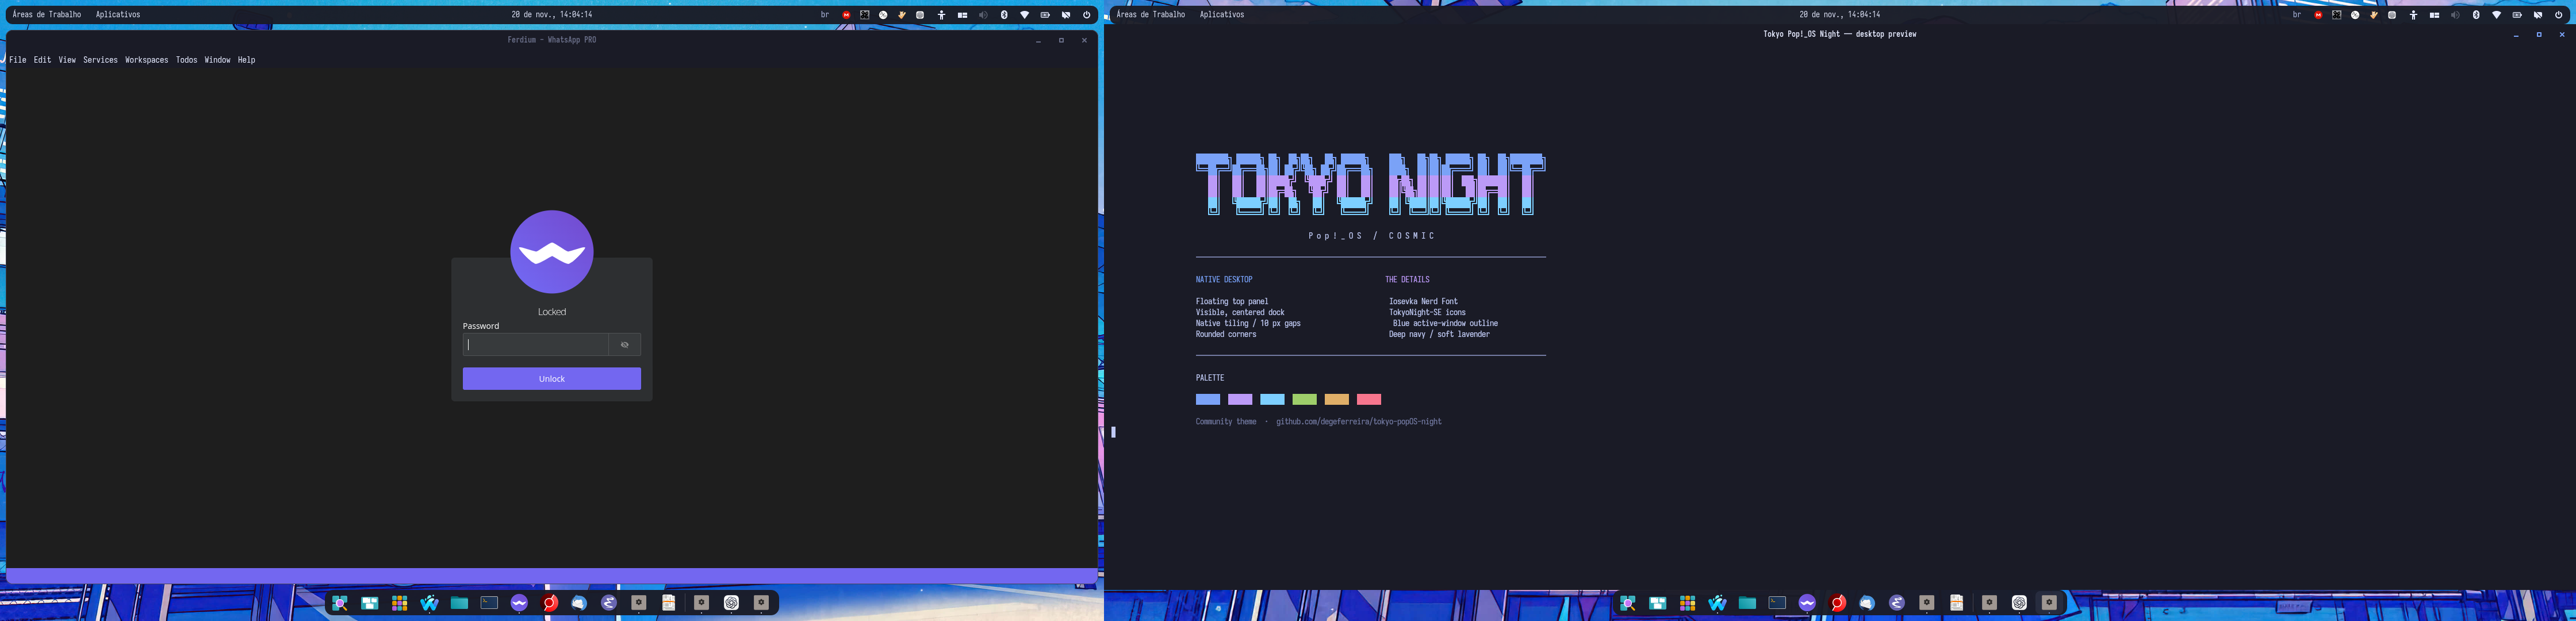 Áreas de Trabalho Aplicativos
20 de nov., 14:04:14
br
Ferdium - WhatsApp PRO
File Edit View Services Workspaces Todos Window Help
Locked
Password
Unlock
Áreas de Trabalho Aplicativos
20 de nov., 14:04:14
br
Tokyo Pop!_OS Night — desktop preview
TOKYO NIGHT
Pop!_OS / COSMIC
NATIVE DESKTOP
Floating top panel
Visible, centered dock
Native tiling / 10 px gaps
Rounded corners
THE DETAILS
Iosevka Nerd Font
TokyoNight-SE icons
Blue active-window outline
Deep navy / soft lavender
PALETTE
Community theme · github.com/degeferreira/tokyo-popOS-night